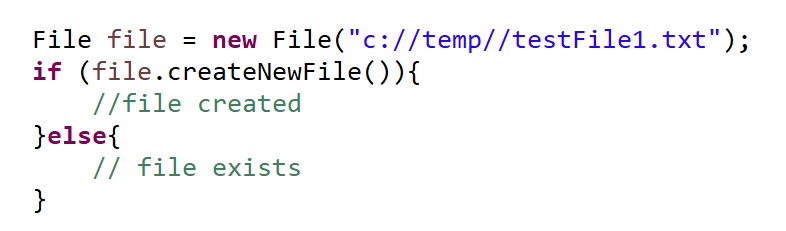 File file = new File("c://temp//testFile1.txt");
if (file.createNewFile()){
    //file created
}else{
    // file exists
}